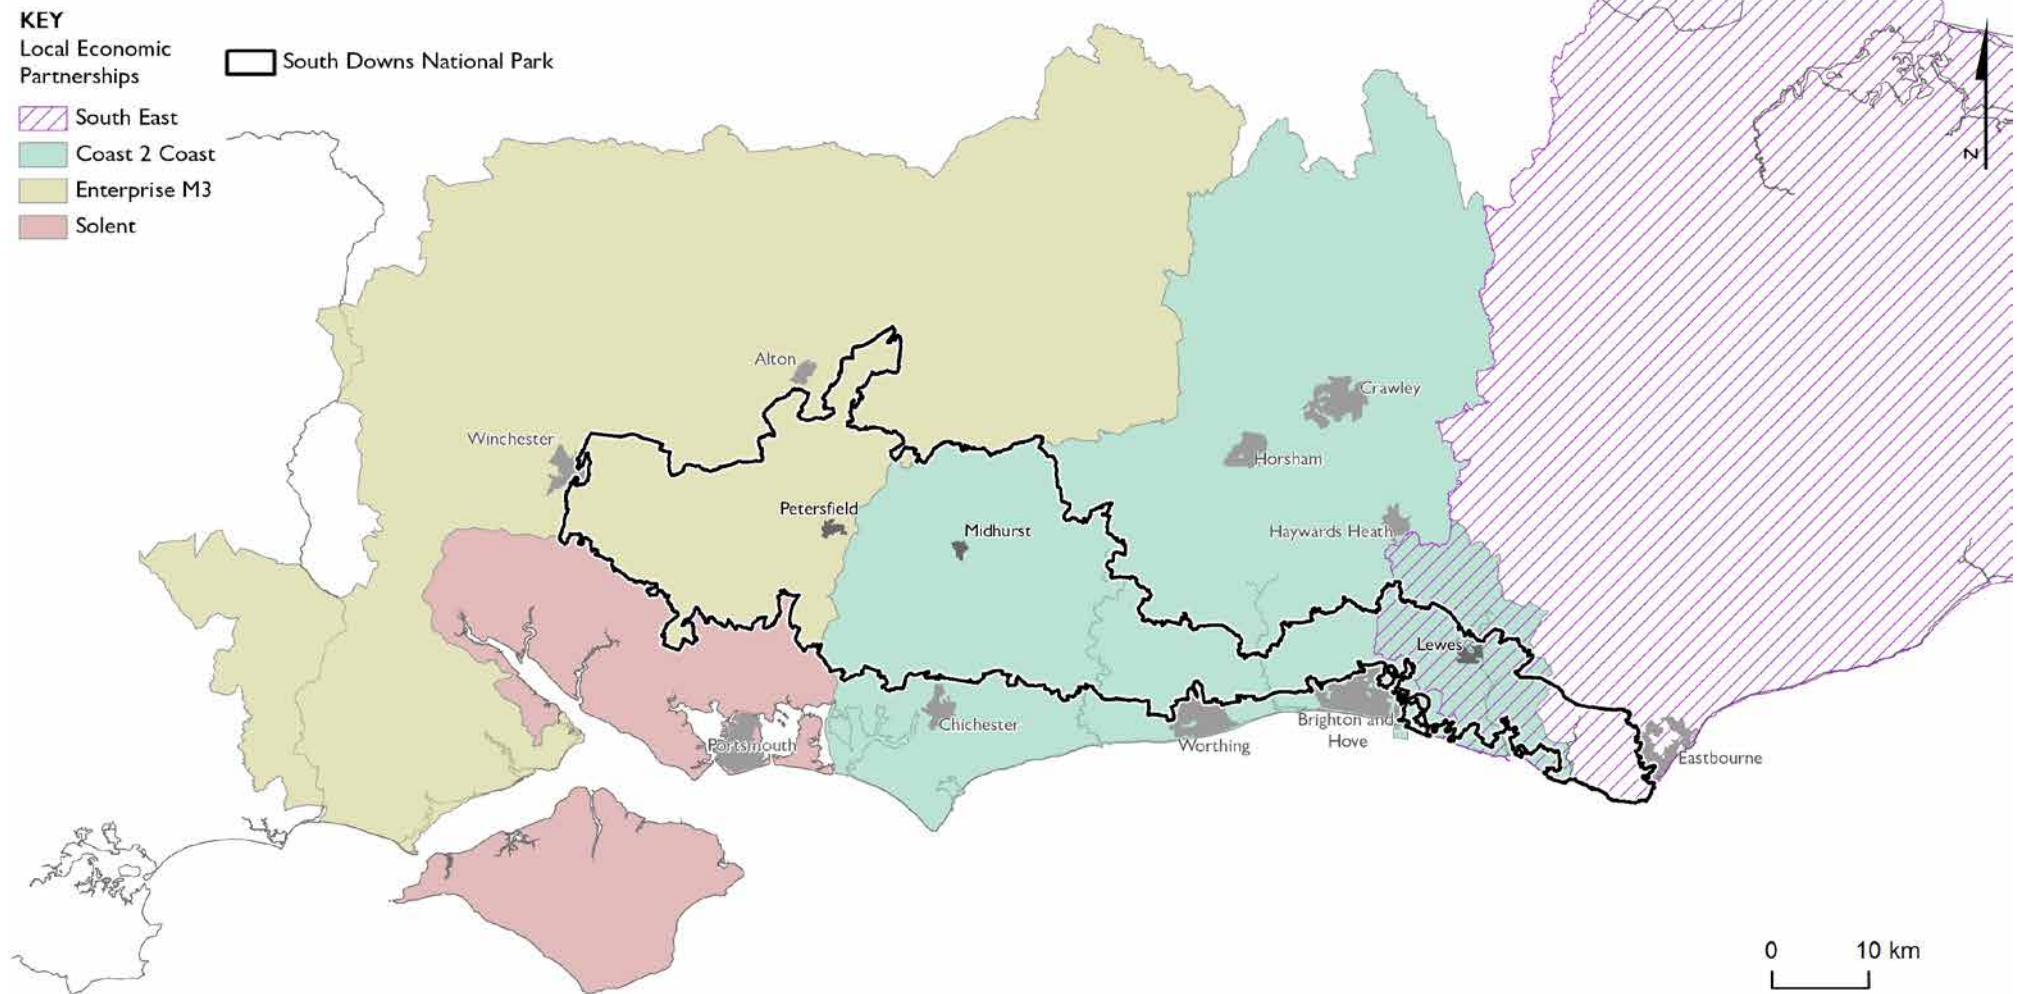 KEY
Local Economic
Partnerships
South Downs National Park
South East
Coast 2 Coast
Enterprise M3
Solent
N
Alton
Crawley
Winchester
Horsham
Petersfield
Midhurst
Haywards Heath
Lewes
Chichester
Portsmouth
Worthing
Brighton and
Hove
Eastbourne
0 10 km